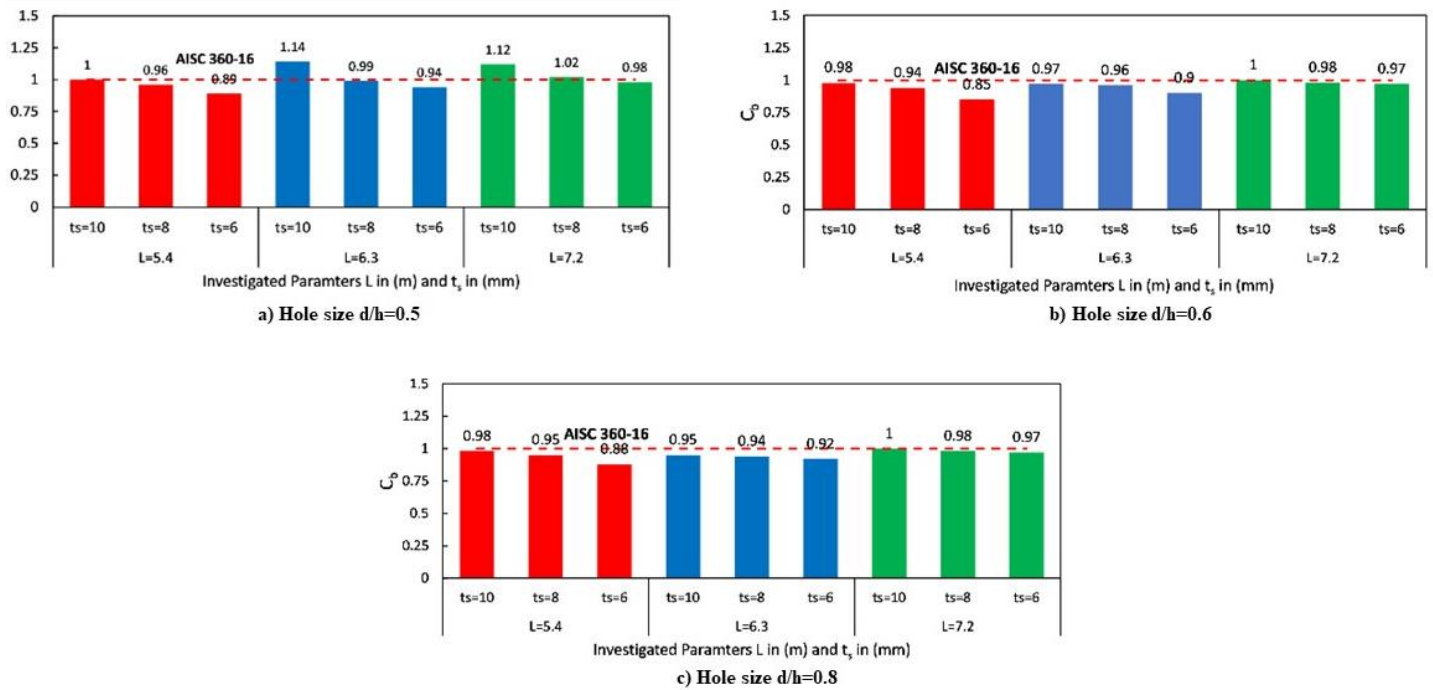 1.5
1.25
1
0.75
0.5
0.25
0
1 0.96 0.89 1.14 0.99 0.94 1.12 1.02 0.98
AISC 360-16
ts=10 ts=8 ts=6 ts=10 ts=8 ts=6 ts=10 ts=8 ts=6
L=5.4 L=6.3 L=7.2
Investigated Paramters L in (m) and ts in (mm)
a) Hole size d/h=0.5
1.5
1.25
1
0.75
0.5
0.25
0
Cb
0.98 0.94 0.85 0.97 0.96 0.9 1 0.98 0.97
AISC 360-16
ts=10 ts=8 ts=6 ts=10 ts=8 ts=6 ts=10 ts=8 ts=6
L=5.4 L=6.3 L=7.2
Investigated Paramters L in (m) and ts in (mm)
b) Hole size d/h=0.6
1.5
1.25
1
0.75
0.5
0.25
0
Cb
0.98 0.95 0.88 0.95 0.94 0.92 1 0.98 0.97
AISC 360-16
ts=10 ts=8 ts=6 ts=10 ts=8 ts=6 ts=10 ts=8 ts=6
L=5.4 L=6.3 L=7.2
Investigated Paramters L in (m) and ts in (mm)
c) Hole size d/h=0.8